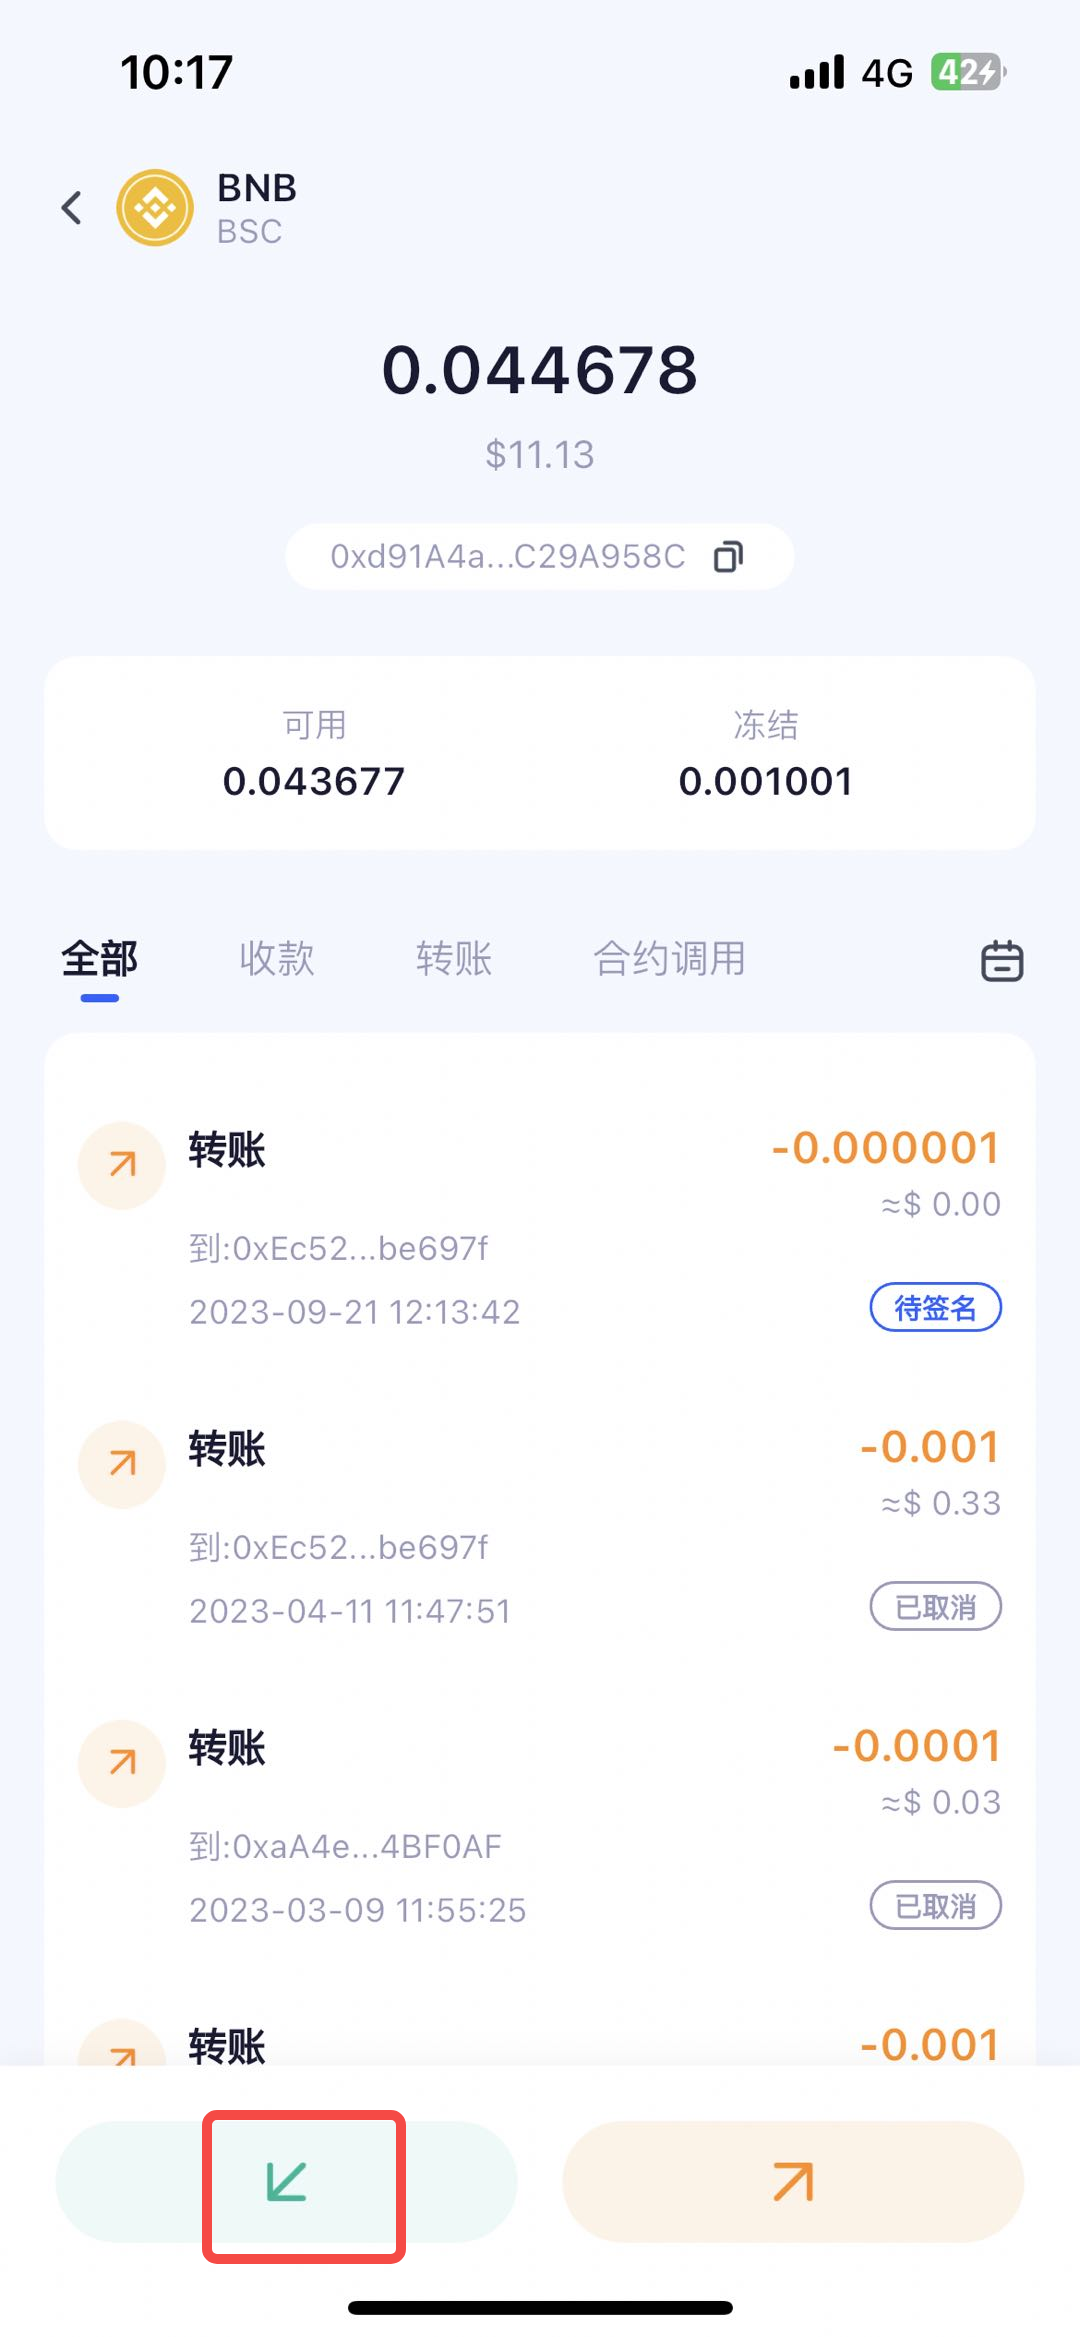 10:17
4G 42
BNB
BSC
0.044678
$11.13
0xd91A4a...C29A958C
可用 冻结
0.043677 0.001001
全部 收款 转账 合约调用
转账 -0.000001
≈$ 0.00
到:0xEc52...be697f
2023-09-21 12:13:42 待签名
转账 -0.001
≈$ 0.33
到:0xEc52...be697f
2023-04-11 11:47:51 已取消
转账 -0.0001
≈$ 0.03
到:0xaA4e...4BF0AF
2023-03-09 11:55:25 已取消
转账 -0.001